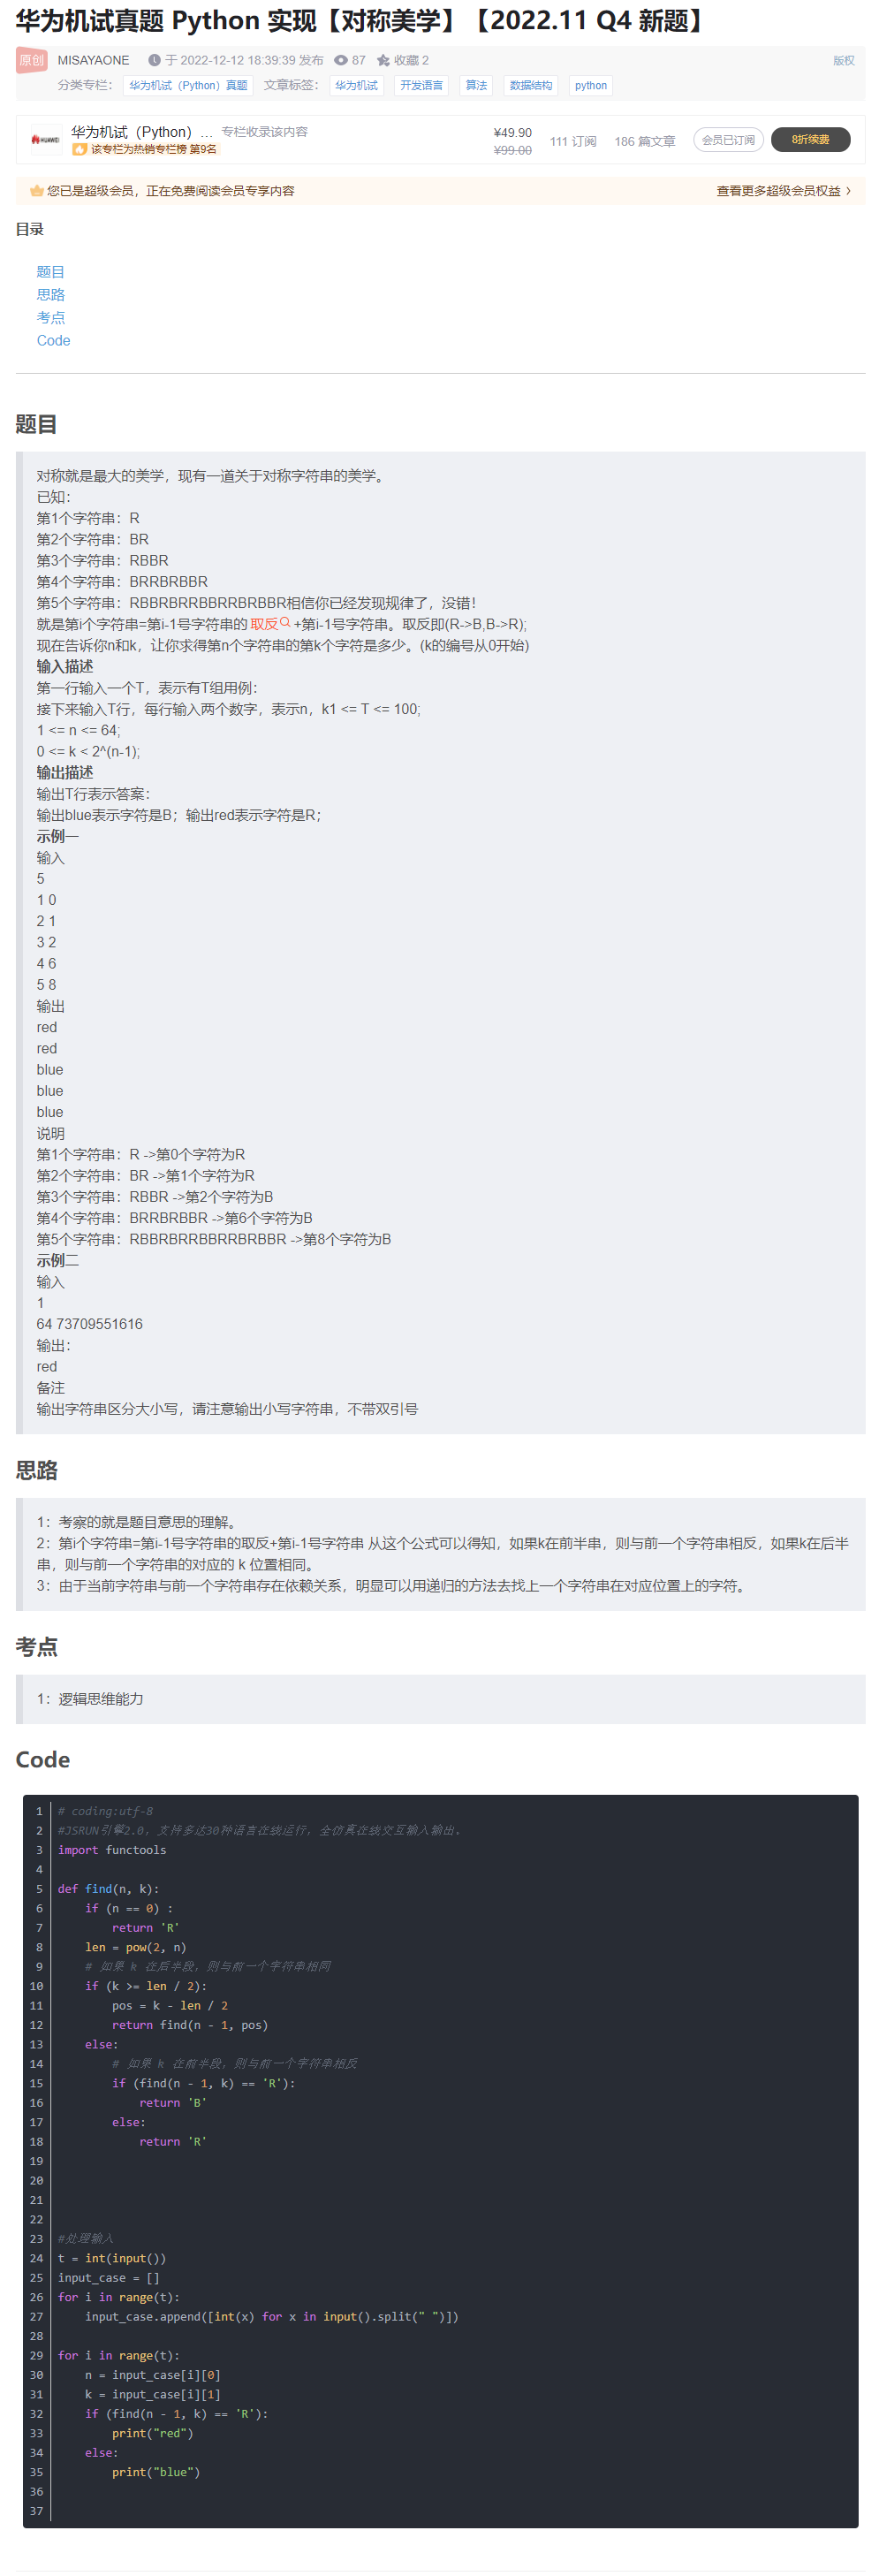 华为机试真题 Python 实现【对称美学】【2022.11 Q4 新题】
原创 MISAYAONE 于 2022-12-12 18:39:39 发布 87 收藏 2 版权
分类专栏: 华为机试（Python）真题 文章标签: 华为机试 开发语言 算法 数据结构 python
HUAWEI 华为机试（Python）... 专栏收录该内容 ¥49.90 111 订阅 186 篇文章 会员已订阅 8折续费
该专栏为热销专栏榜 第9名 ¥99.00
您已是超级会员，正在免费阅读会员专享内容 查看更多超级会员权益
目录
题目
思路
考点
Code
题目
对称就是最大的美学，现有一道关于对称字符串的美学。
已知：
第1个字符串：R
第2个字符串：BR
第3个字符串：RBBR
第4个字符串：BRRBRBBR
第5个字符串：RBBRBRRBBRRBRBBR相信你已经发现规律了，没错！
就是第i个字符串=第i-1号字符串的 取反 +第i-1号字符串。取反即(R->B,B->R);
现在告诉你n和k，让你求得第n个字符串的第k个字符是多少。(k的编号从0开始)
输入描述
第一行输入一个T，表示有T组用例：
接下来输入T行，每行输入两个数字，表示n，k1 <= T <= 100;
1 <= n <= 64;
0 <= k < 2^(n-1);
输出描述
输出T行表示答案：
输出blue表示字符是B；输出red表示字符是R；
示例一
输入
5
1 0
2 1
3 2
4 6
5 8
输出
red
red
blue
blue
blue
说明
第1个字符串：R ->第0个字符为R
第2个字符串：BR ->第1个字符为R
第3个字符串：RBBR ->第2个字符为B
第4个字符串：BRRBRBBR ->第6个字符为B
第5个字符串：RBBRBRRBBRRBRBBR ->第8个字符为B
示例二
输入
1
64 73709551616
输出：
red
备注
输出字符串区分大小写，请注意输出小写字符串，不带双引号
思路
1：考察的就是题目意思的理解。
2：第i个字符串=第i-1号字符串的取反+第i-1号字符串 从这个公式可以得知，如果k在前半串，则与前一个字符串相反，如果k在后半
串，则与前一个字符串的对应的 k 位置相同。
3：由于当前字符串与前一个字符串存在依赖关系，明显可以用递归的方法去找上一个字符串在对应位置上的字符。
考点
1：逻辑思维能力
Code
1 # coding:utf-8
2 #JSRUN引擎2.0，支持多达30种语言在线运行，全仿真在线交互输入输出。
3 import functools
4
5 def find(n, k):
6 if (n == 0) :
7 return 'R'
8 len = pow(2, n)
9 # 如果 k 在后半段，则与前一个字符串相同
10 if (k >= len / 2):
11 pos = k - len / 2
12 return find(n - 1, pos)
13 else:
14 # 如果 k 在前半段，则与前一个字符串相反
15 if (find(n - 1, k) == 'R'):
16 return 'B'
17 else:
18 return 'R'
19
20
21
22
23 #处理输入
24 t = int(input())
25 input_case = []
26 for i in range(t):
27 input_case.append([int(x) for x in input().split(" ")])
28
29 for i in range(t):
30 n = input_case[i][0]
31 k = input_case[i][1]
32 if (find(n - 1, k) == 'R'):
33 print("red")
34 else:
35 print("blue")
36
37